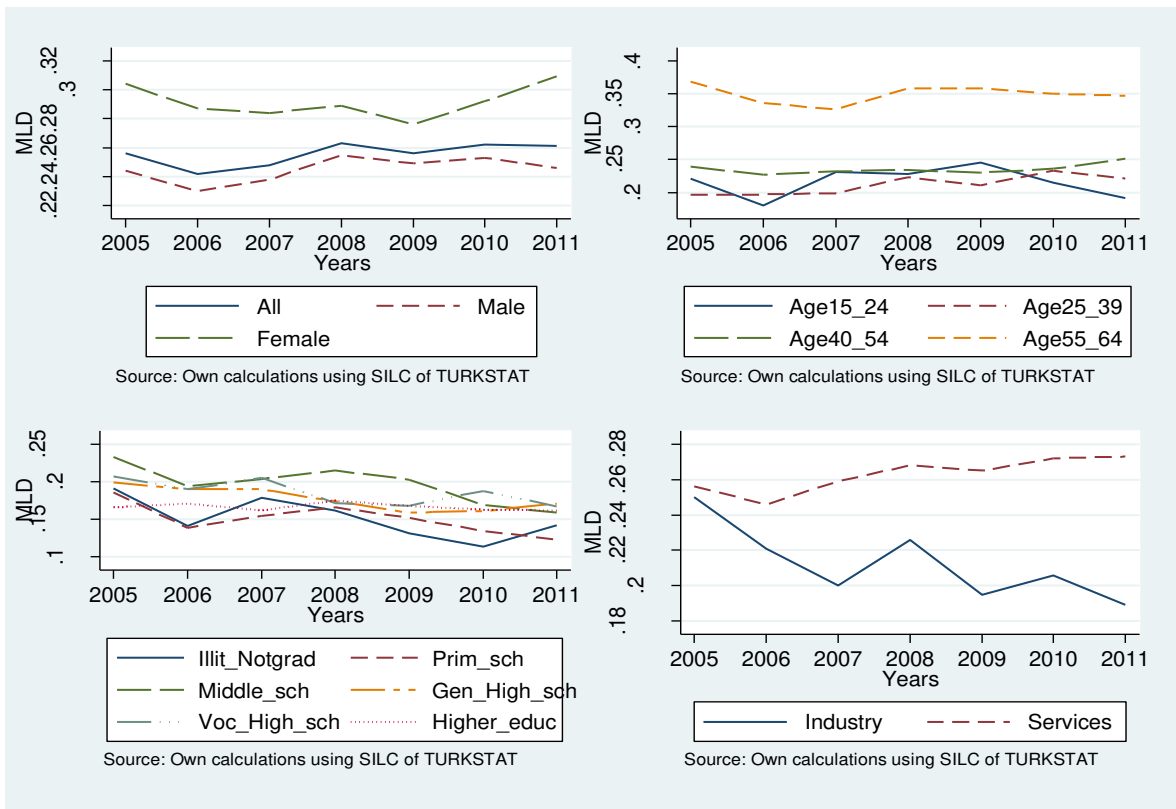 MLD
.22 .24 .26 .28 .3 .32
2005 2006 2007 2008 2009 2010 2011
Years
All Male
Female
Source: Own calculations using SILC of TURKSTAT
MLD
.2 .25 .3 .35 .4
2005 2006 2007 2008 2009 2010 2011
Years
Age15_24 Age25_39
Age40_54 Age55_64
Source: Own calculations using SILC of TURKSTAT
MLD
.1 .15 .2 .25
2005 2006 2007 2008 2009 2010 2011
Years
Illit_Notgrad Prim_sch
Middle_sch Gen_High_sch
Voc_High_sch Higher_educ
Source: Own calculations using SILC of TURKSTAT
MLD
.18 .2 .22 .24 .26 .28
2005 2006 2007 2008 2009 2010 2011
Years
Industry Services
Source: Own calculations using SILC of TURKSTAT